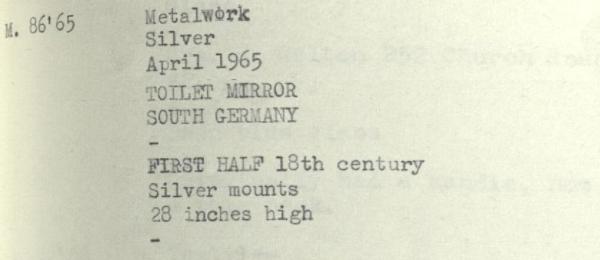 M. 86'65
Metalwork
Silver
April 1965
TOILET MIRROR
SOUTH GERMANY
-
FIRST HALF 18th century
Silver mounts
28 inches high
-